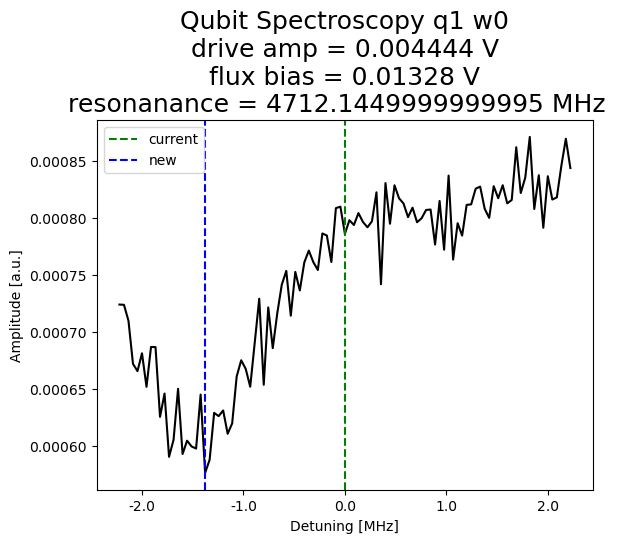 Qubit Spectroscopy q1 w0
drive amp = 0.004444 V
flux bias = 0.01328 V
resonanance = 4712.1449999999995 MHz
current
new
0.00085
0.00080
0.00075
0.00070
0.00065
0.00060
Amplitude [a.u.]
-2.0 -1.0 0.0 1.0 2.0
Detuning [MHz]